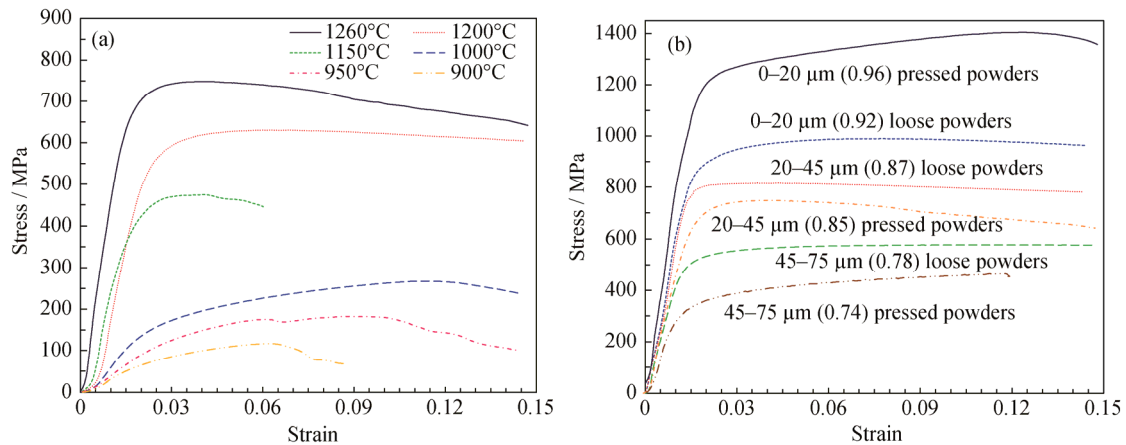 (a)
1260°C
1200°C
1150°C
1000°C
950°C
900°C
900
800
700
600
500
400
300
200
100
0
0
0.03
0.06
0.09
0.12
0.15
Stress / MPa
Strain
(b)
0–20 µm (0.96) pressed powders
0–20 µm (0.92) loose powders
20–45 µm (0.87) loose powders
20–45 µm (0.85) pressed powders
45–75 µm (0.78) loose powders
45–75 µm (0.74) pressed powders
1400
1200
1000
800
600
400
200
0
0
0.03
0.06
0.09
0.12
0.15
Stress / MPa
Strain